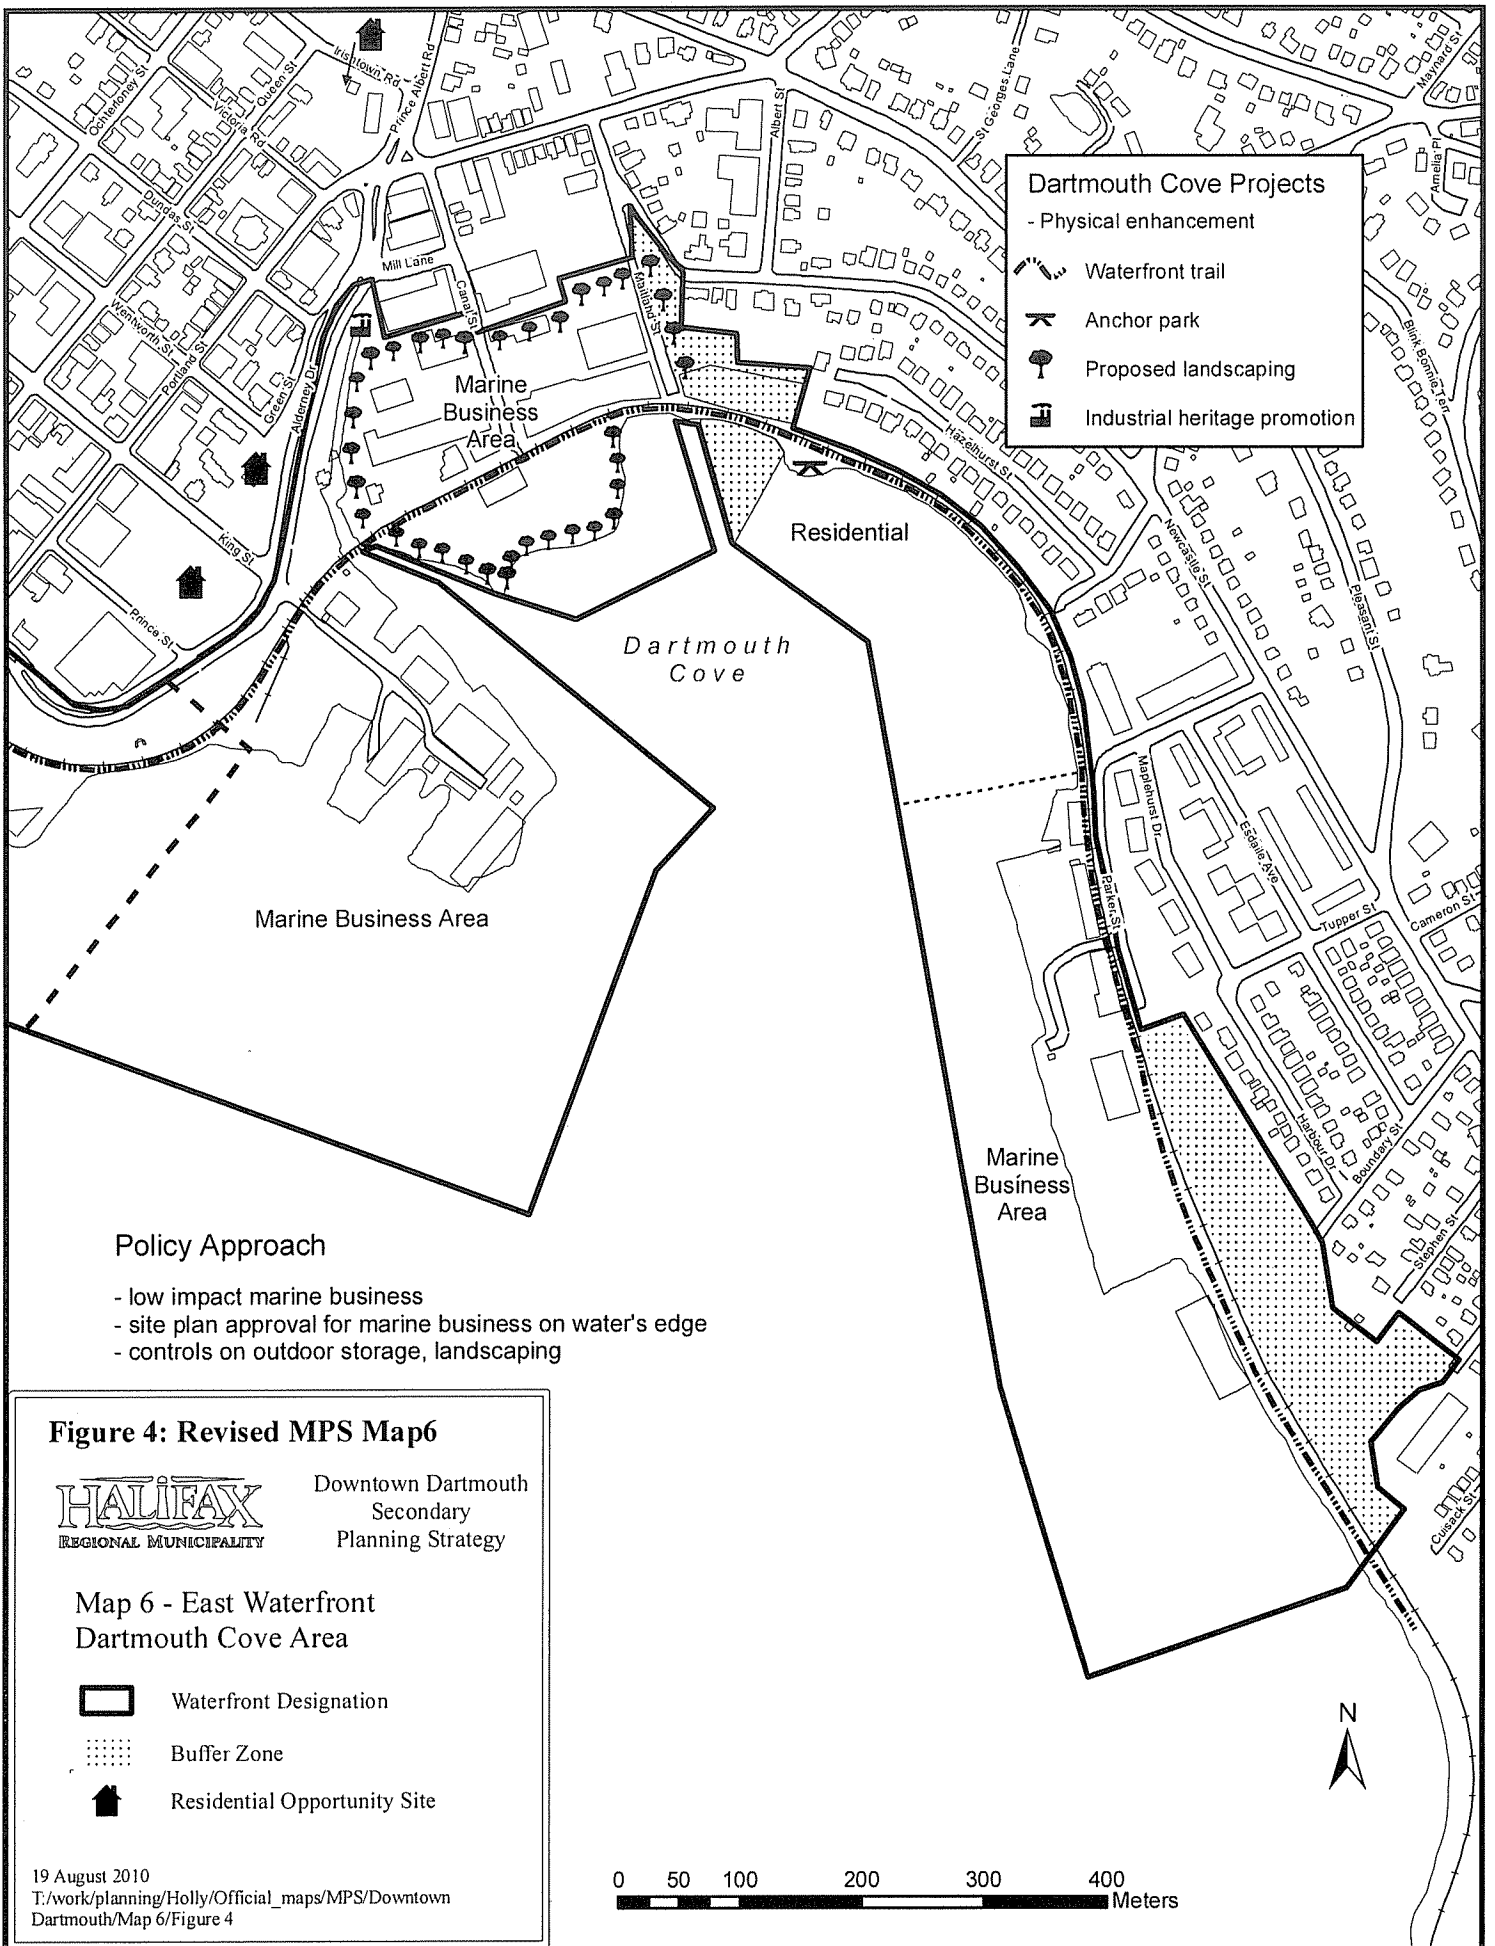 Irishtown Rd
Prince Albert Rd
Ochterloney St
Queen St
Victoria Rd
Dundas St
Wentworth St
Portland St
Green St
Alderney Dr
King St
Prince St
Mill Lane
Canal St
Maitland St
Albert St
St Georges Lane
Maynard St
Amelia Pl
Blink Bonnie Terr
Hazelhurst St
Newcastle St
Pleasant St
Maplehurst Dr
Esdaile Ave
Parker St
Tupper St
Cameron St
Harbour Dr
Boundary St
Stephen St
Cuisack St
Dartmouth Cove Projects
- Physical enhancement
Waterfront trail
Anchor park
Proposed landscaping
Industrial heritage promotion
Marine
Business
Area
Residential
Dartmouth
Cove
Marine Business Area
Marine
Business
Area
Policy Approach
- low impact marine business
- site plan approval for marine business on water's edge
- controls on outdoor storage, landscaping
Figure 4: Revised MPS Map6
HALIFAX
REGIONAL MUNICIPALITY
Downtown Dartmouth
Secondary
Planning Strategy
Map 6 - East Waterfront
Dartmouth Cove Area
Waterfront Designation
Buffer Zone
Residential Opportunity Site
19 August 2010
T:/work/planning/Holly/Official_maps/MPS/Downtown
Dartmouth/Map 6/Figure 4
N
0 50 100 200 300 400
Meters